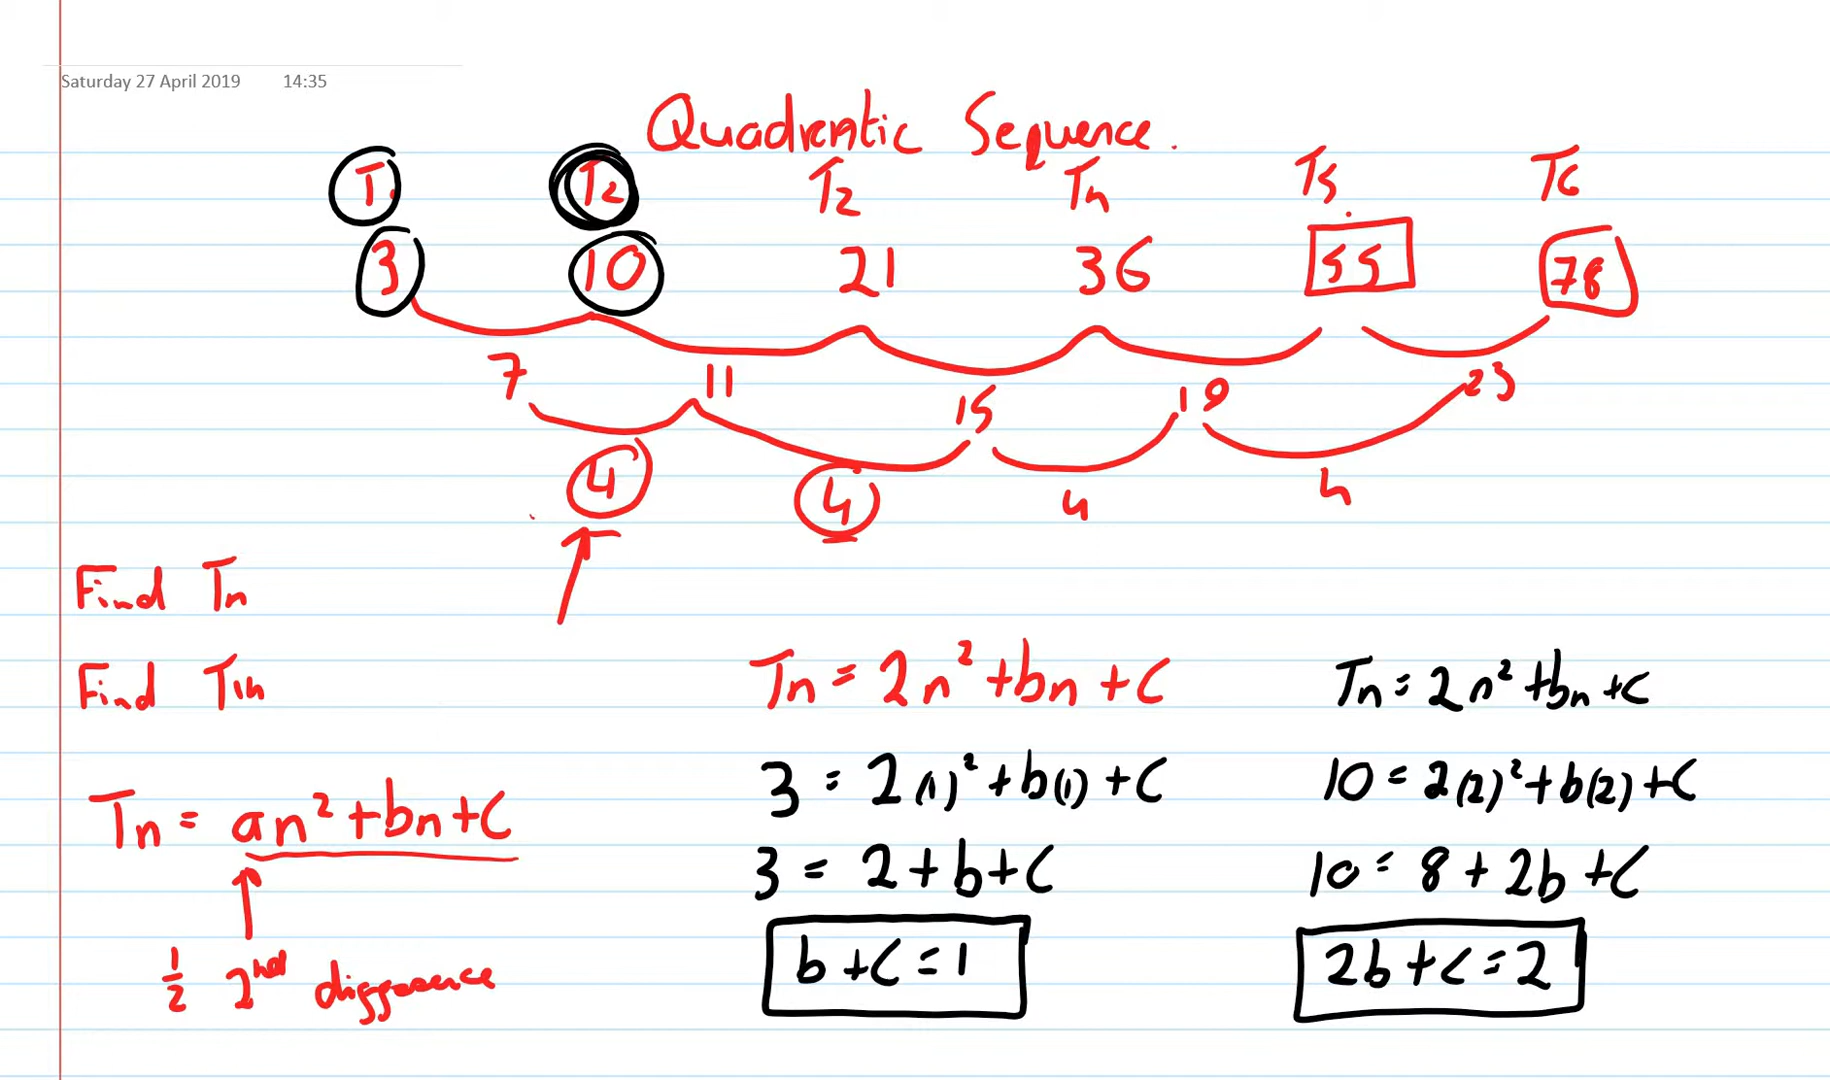 Saturday 27 April 2019 14:35
Quadratic Sequence.
T1 T2 T2 Tn T5 T6
3 10 21 36 55 78
7 11 15 19 23
4 4 4 4
Find Tn
Find T
Tn = an² + bn + c
1/2 2nd difference
Tn = 2n² + bn + c
3 = 2(1)² + b(1) + c
3 = 2 + b + c
b + c = 1
Tn = 2n² + bn + c
10 = 2(2)² + b(2) + c
10 = 8 + 2b + c
2b + c = 2